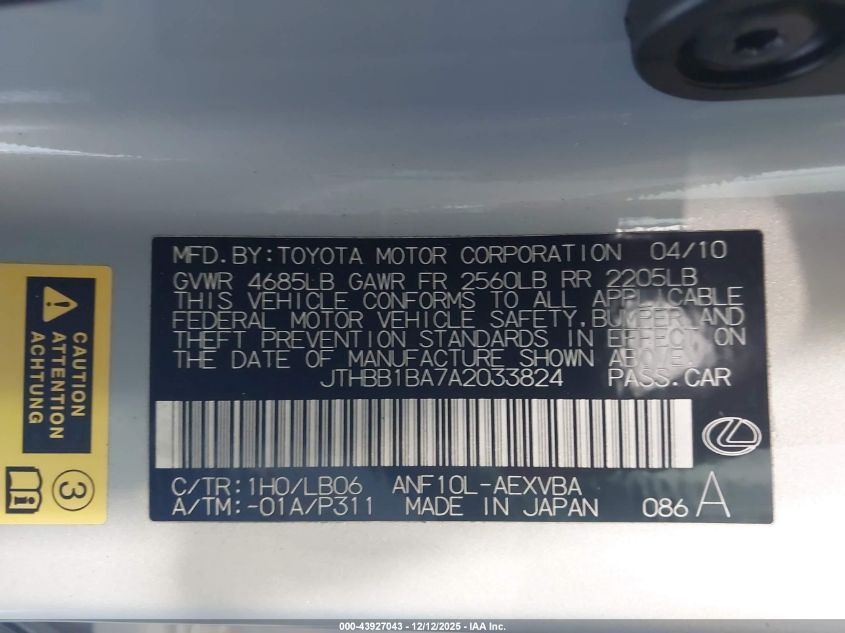 MFD.BY:TOYOTA MOTOR CORPORATION 04/10
GVWR 4685LB GAWR FR 2560LB RR 2205LB
THIS VEHICLE CONFORMS TO ALL APPLICABLE
FEDERAL MOTOR VEHICLE SAFETY,BUMPER,AND
THEFT PREVENTION STANDARDS IN EFFECT ON
THE DATE OF MANUFACTURE SHOWN ABOVE.
JTHBB1BA7A2033824 PASS.CAR
C/TR:1H0/LB06 ANF10L-AEXVBA
A/TM:-01A/P311 MADE IN JAPAN 086 A
CAUTION
ATTENTION
ACHTUNG
i
3
000-43927043 - 12/12/2025 - IAA Inc.